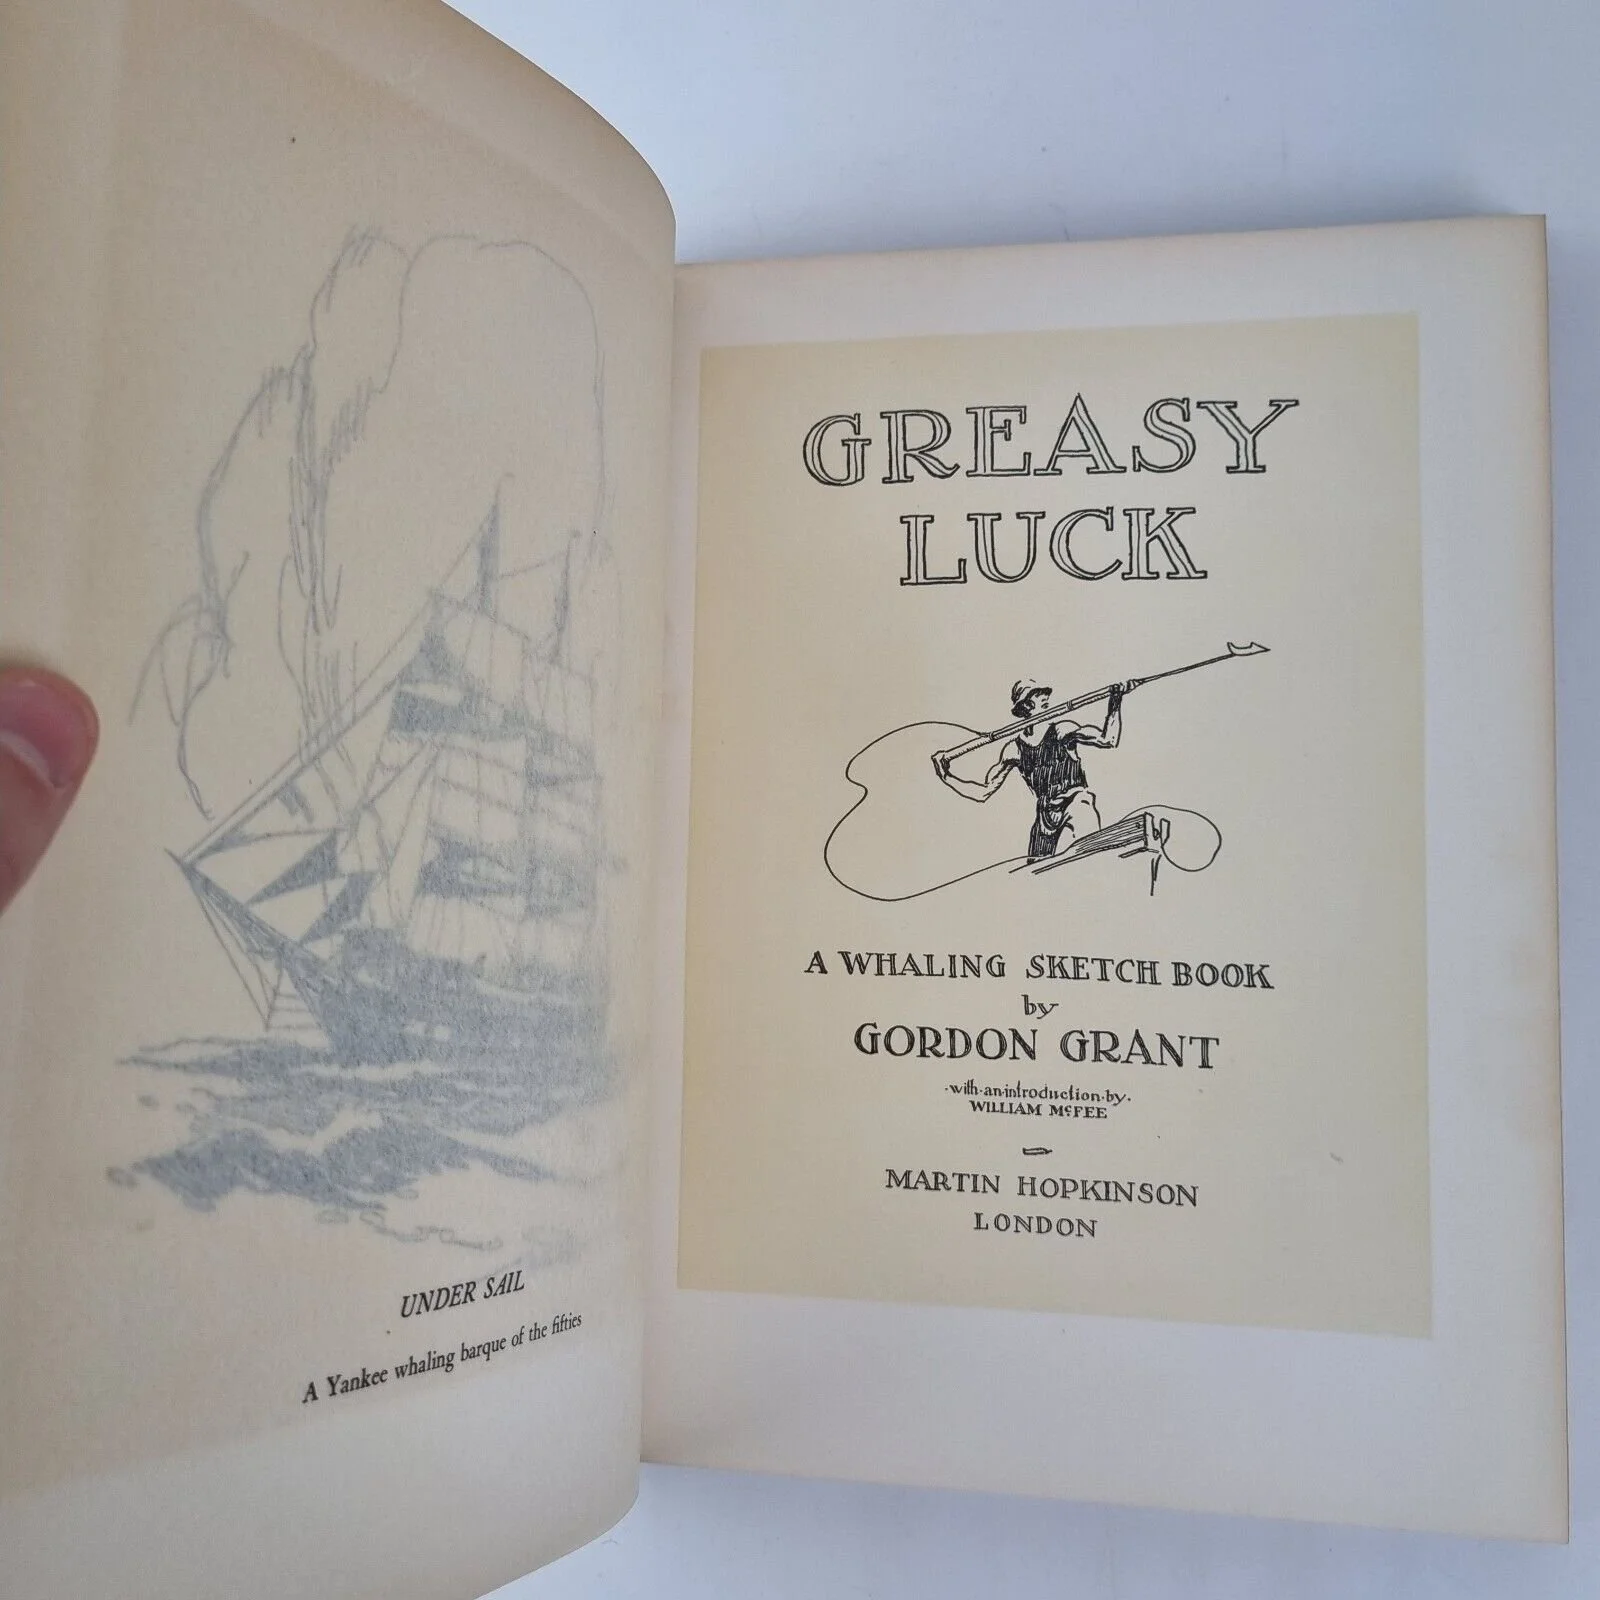 UNDER SAIL
A Yankee whaling barque of the fifties
GREASY
LUCK
A WHALING SKETCH BOOK
by
GORDON GRANT
·with·an·introduction·by·
WILLIAM McFEE
MARTIN HOPKINSON
LONDON